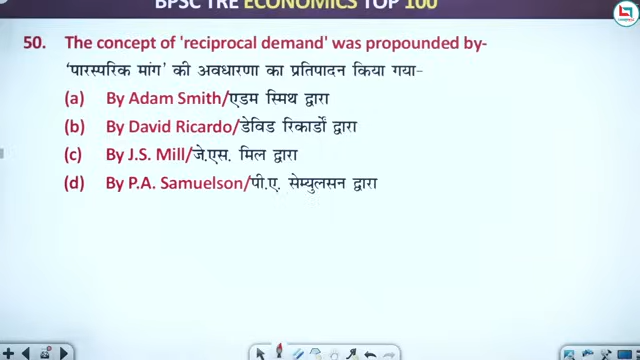 BPSC TRE ECONOMICS TOP 100
50. The concept of 'reciprocal demand' was propounded by-
'पारस्परिक मांग' की अवधारणा का प्रतिपादन किया गया-
(a) By Adam Smith/एडम स्मिथ द्वारा
(b) By David Ricardo/डेविड रिकार्डों द्वारा
(c) By J.S. Mill/जे.एस. मिल द्वारा
(d) By P.A. Samuelson/पी.ए. सेम्युलसन द्वारा